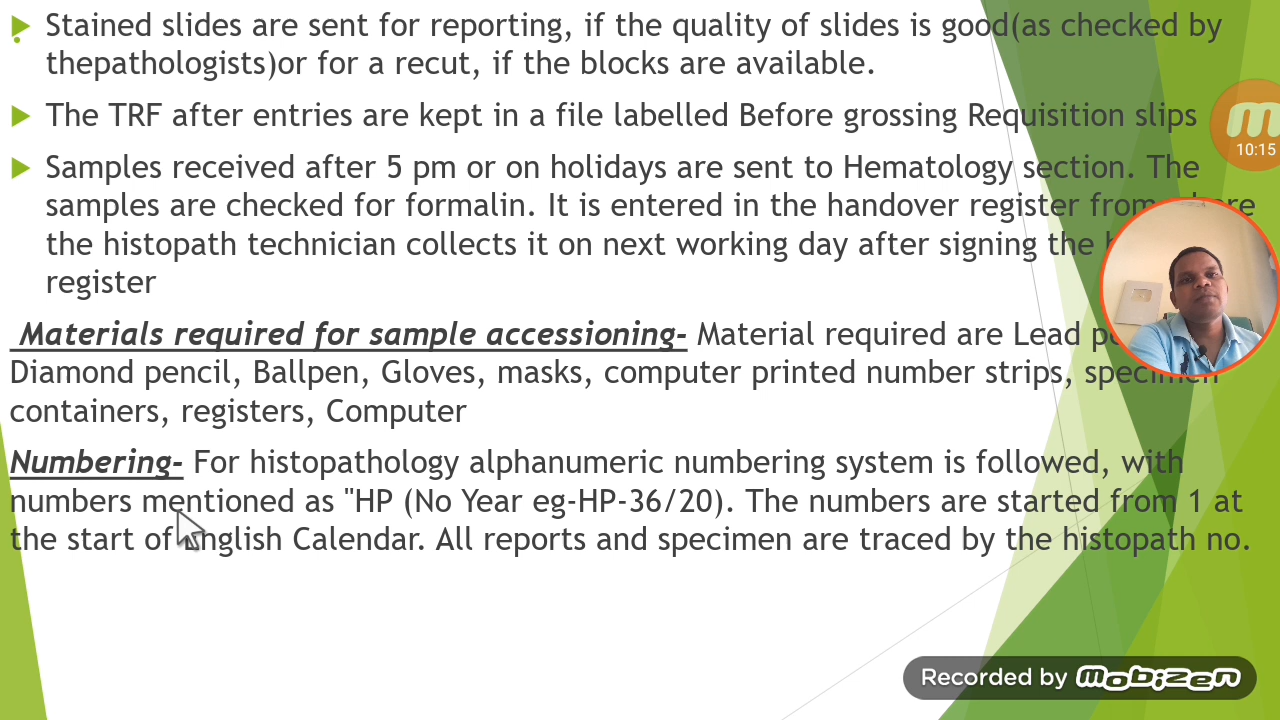 Stained slides are sent for reporting, if the quality of slides is good(as checked by
thepathologists)or for a recut, if the blocks are available.
The TRF after entries are kept in a file labelled Before grossing Requisition slips
Samples received after 5 pm or on holidays are sent to Hematology section. The
samples are checked for formalin. It is entered in the handover register from
the histopath technician collects it on next working day after signing the
register
Materials required for sample accessioning- Material required are Lead
Diamond pencil, Ballpen, Gloves, masks, computer printed number strips, specimen
containers, registers, Computer
Numbering- For histopathology alphanumeric numbering system is followed, with
numbers mentioned as "HP (No Year eg-HP-36/20). The numbers are started from 1 at
the start of English Calendar. All reports and specimen are traced by the histopath no.
10:15
Recorded by Mobizen